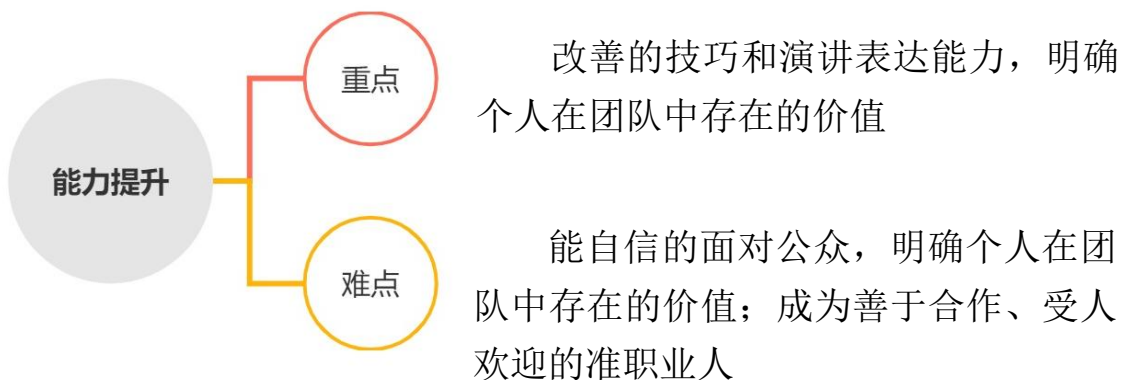 重点
改善的技巧和演讲表达能力，明确
个人在团队中存在的价值
能力提升
难点
能自信的面对公众，明确个人在团
队中存在的价值；成为善于合作、受人
欢迎的准职业人